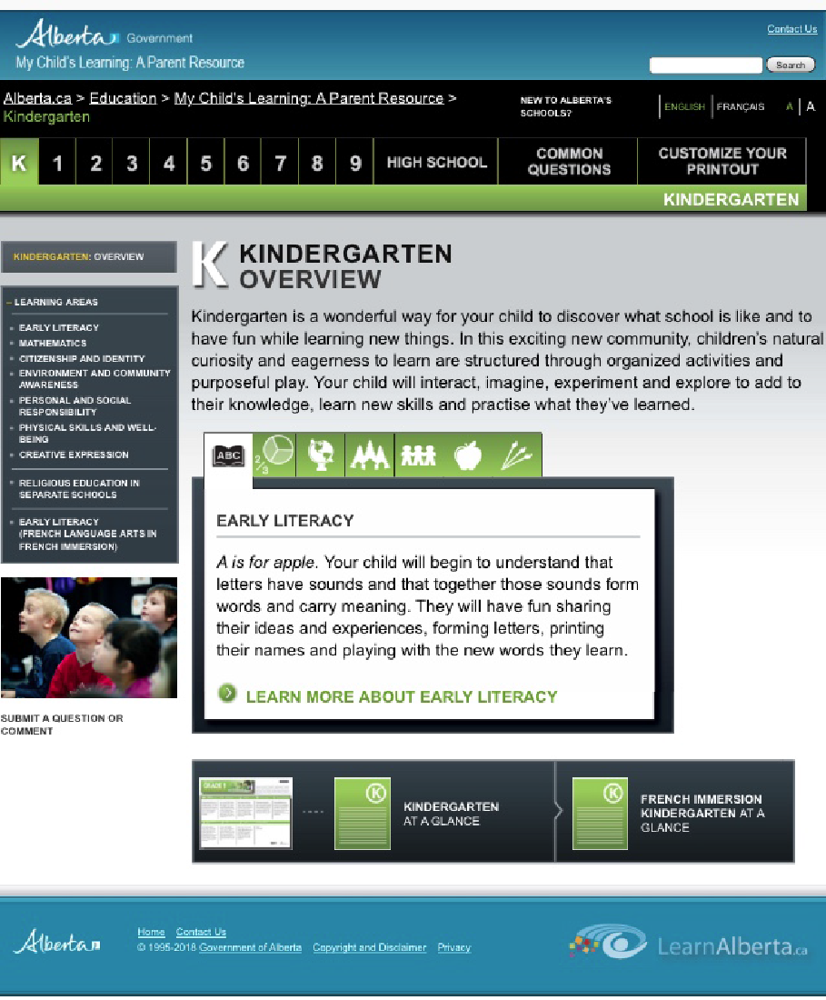 Alberta Government
Contact Us
My Child's Learning: A Parent Resource
Search
Alberta.ca > Education > My Child's Learning: A Parent Resource >
Kindergarten
NEW TO ALBERTA'S
SCHOOLS?
ENGLISH FRANÇAIS A A
K 1 2 3 4 5 6 7 8 9 HIGH SCHOOL
COMMON
QUESTIONS
CUSTOMIZE YOUR
PRINTOUT
KINDERGARTEN
KINDERGARTEN: OVERVIEW
– LEARNING AREAS
EARLY LITERACY
MATHEMATICS
CITIZENSHIP AND IDENTITY
ENVIRONMENT AND COMMUNITY
AWARENESS
PERSONAL AND SOCIAL
RESPONSIBILITY
PHYSICAL SKILLS AND WELL-
BEING
CREATIVE EXPRESSION
RELIGIOUS EDUCATION IN
SEPARATE SCHOOLS
EARLY LITERACY
(FRENCH LANGUAGE ARTS IN
FRENCH IMMERSION)
SUBMIT A QUESTION OR
COMMENT
K KINDERGARTEN
OVERVIEW
Kindergarten is a wonderful way for your child to discover what school is like and to
have fun while learning new things. In this exciting new community, children's natural
curiosity and eagerness to learn are structured through organized activities and
purposeful play. Your child will interact, imagine, experiment and explore to add to
their knowledge, learn new skills and practise what they've learned.
ABC 2/3
EARLY LITERACY
A is for apple. Your child will begin to understand that
letters have sounds and that together those sounds form
words and carry meaning. They will have fun sharing
their ideas and experiences, forming letters, printing
their names and playing with the new words they learn.
LEARN MORE ABOUT EARLY LITERACY
K
KINDERGARTEN
AT A GLANCE
K
FRENCH IMMERSION
KINDERGARTEN AT A
GLANCE
Alberta
Home Contact Us
© 1995-2018 Government of Alberta Copyright and Disclaimer Privacy
LearnAlberta.ca